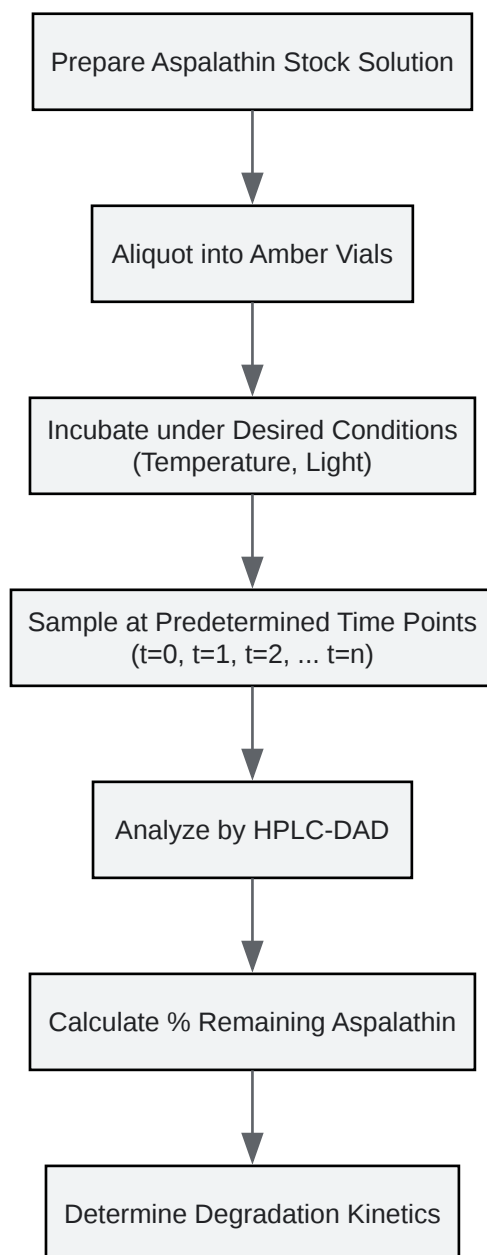 Prepare Aspalathin Stock Solution
Aliquot into Amber Vials
Incubate under Desired Conditions
(Temperature, Light)
Sample at Predetermined Time Points
(t=0, t=1, t=2, ... t=n)
Analyze by HPLC-DAD
Calculate % Remaining Aspalathin
Determine Degradation Kinetics